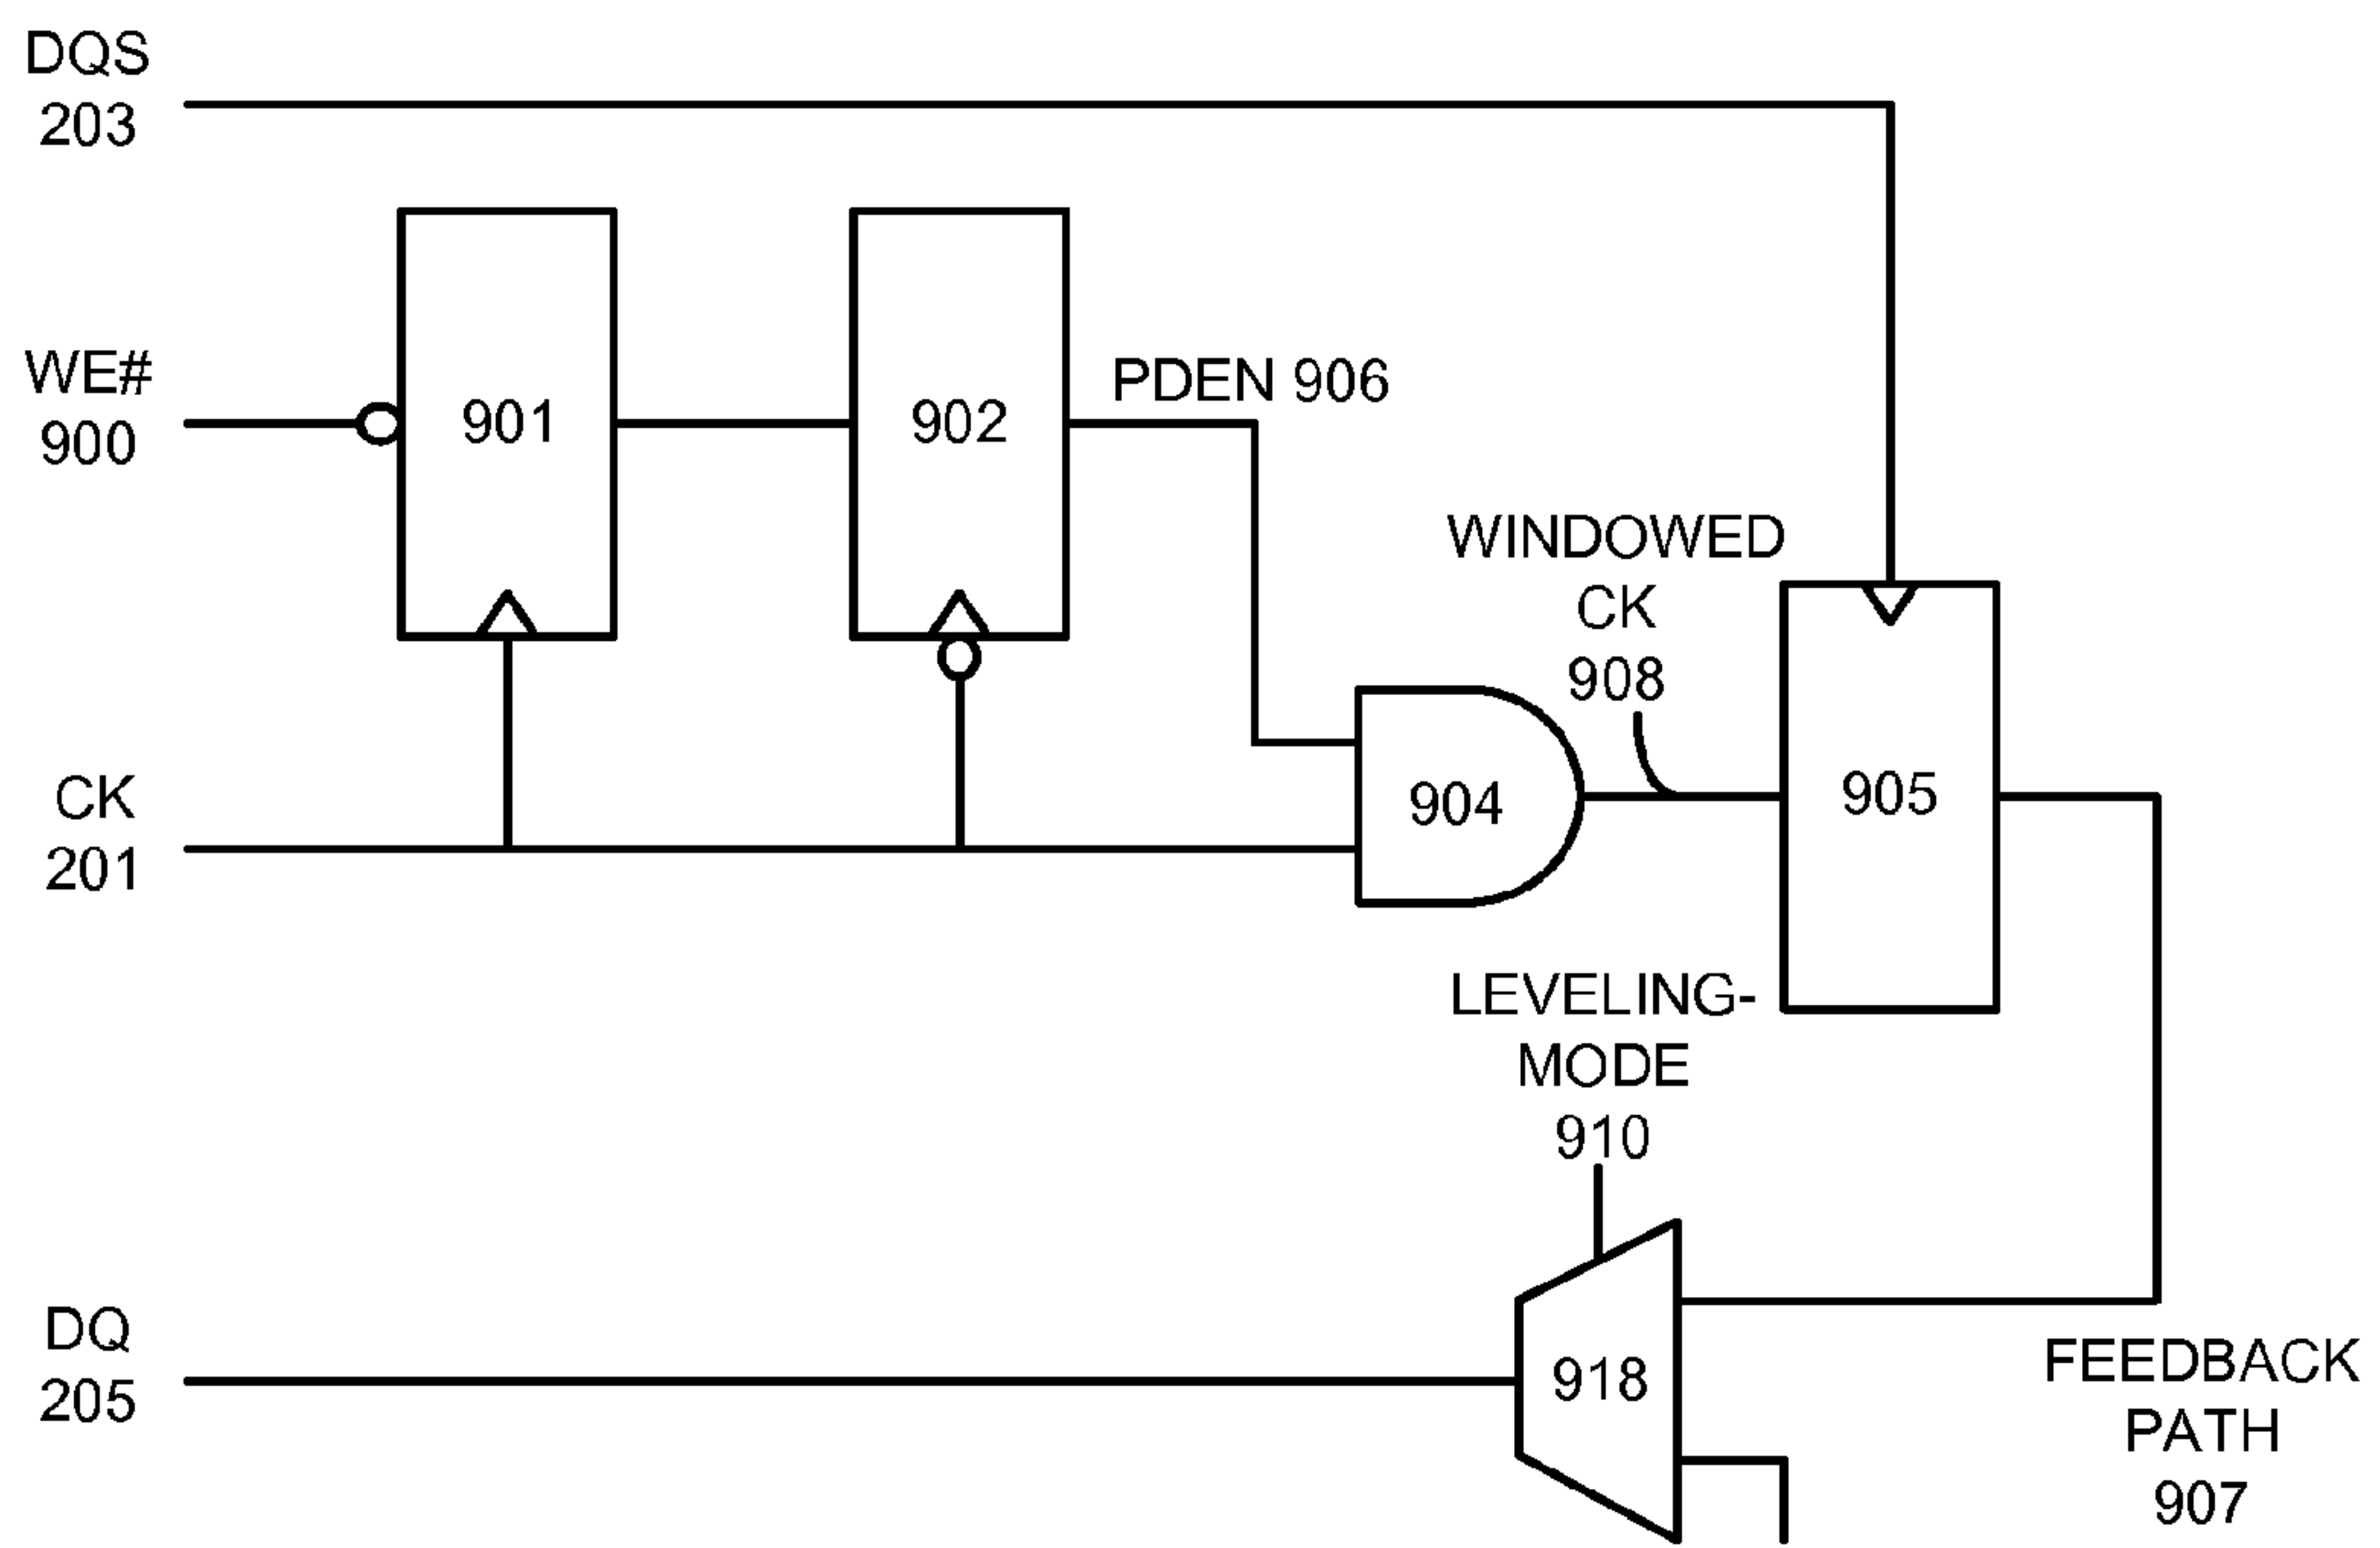 DQS
203
WE#
900
901
902
PDEN 906
WINDOWED
CK
908
CK
201
904
905
LEVELING-
MODE
910
DQ
205
918
FEEDBACK
PATH
907